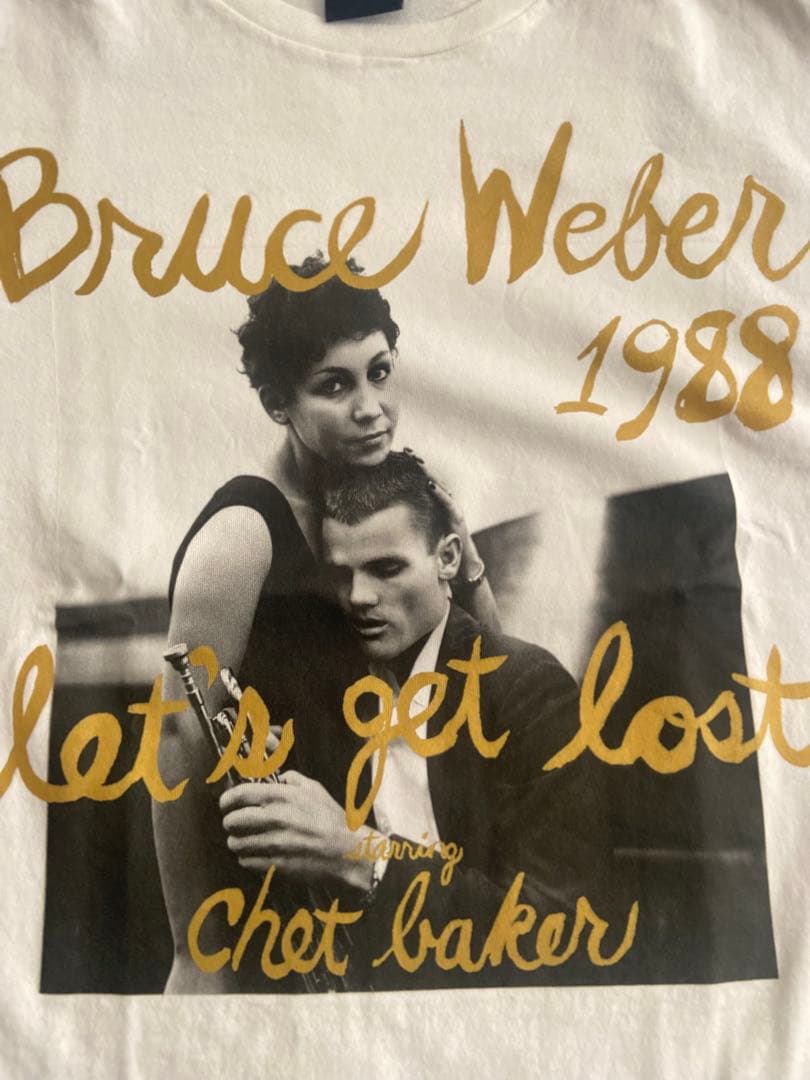 Bruce Weber
1988
let's get lost
starring
chet baker